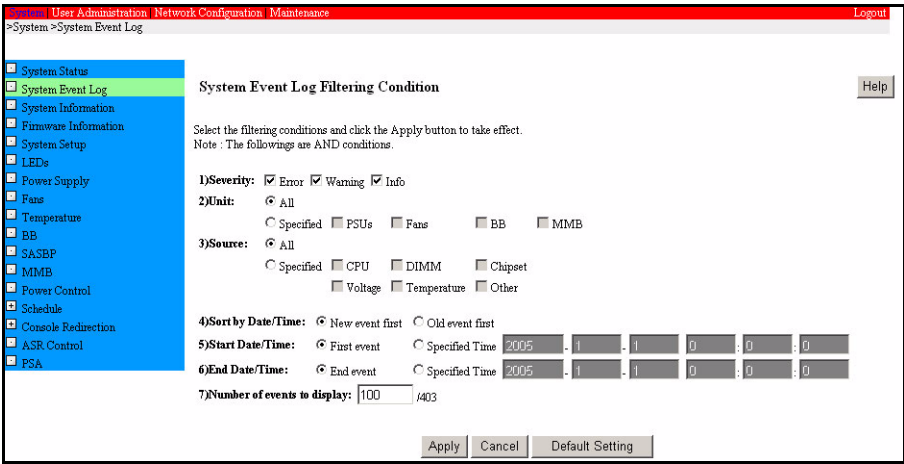 System | User Administration | Network Configuration | Maintenance Logout
>System >System Event Log
System Status
System Event Log
System Information
Firmware Information
System Setup
LEDs
Power Supply
Fans
Temperature
BB
SASBP
MMB
Power Control
Schedule
Console Redirection
ASR Control
PSA
System Event Log Filtering Condition
Help
Select the filtering conditions and click the Apply button to take effect.
Note : The followings are AND conditions.
1)Severity: Error Warning Info
2)Unit: All
Specified PSUs Fans BB MMB
3)Source: All
Specified CPU DIMM Chipset
Voltage Temperature Other
4)Sort by Date/Time: New event first Old event first
5)Start Date/Time: First event Specified Time 2005 - 1 - 1 0 : 0 : 0
6)End Date/Time: End event Specified Time 2005 - 1 - 1 0 : 0 : 0
7)Number of events to display: 100 /403
Apply Cancel Default Setting